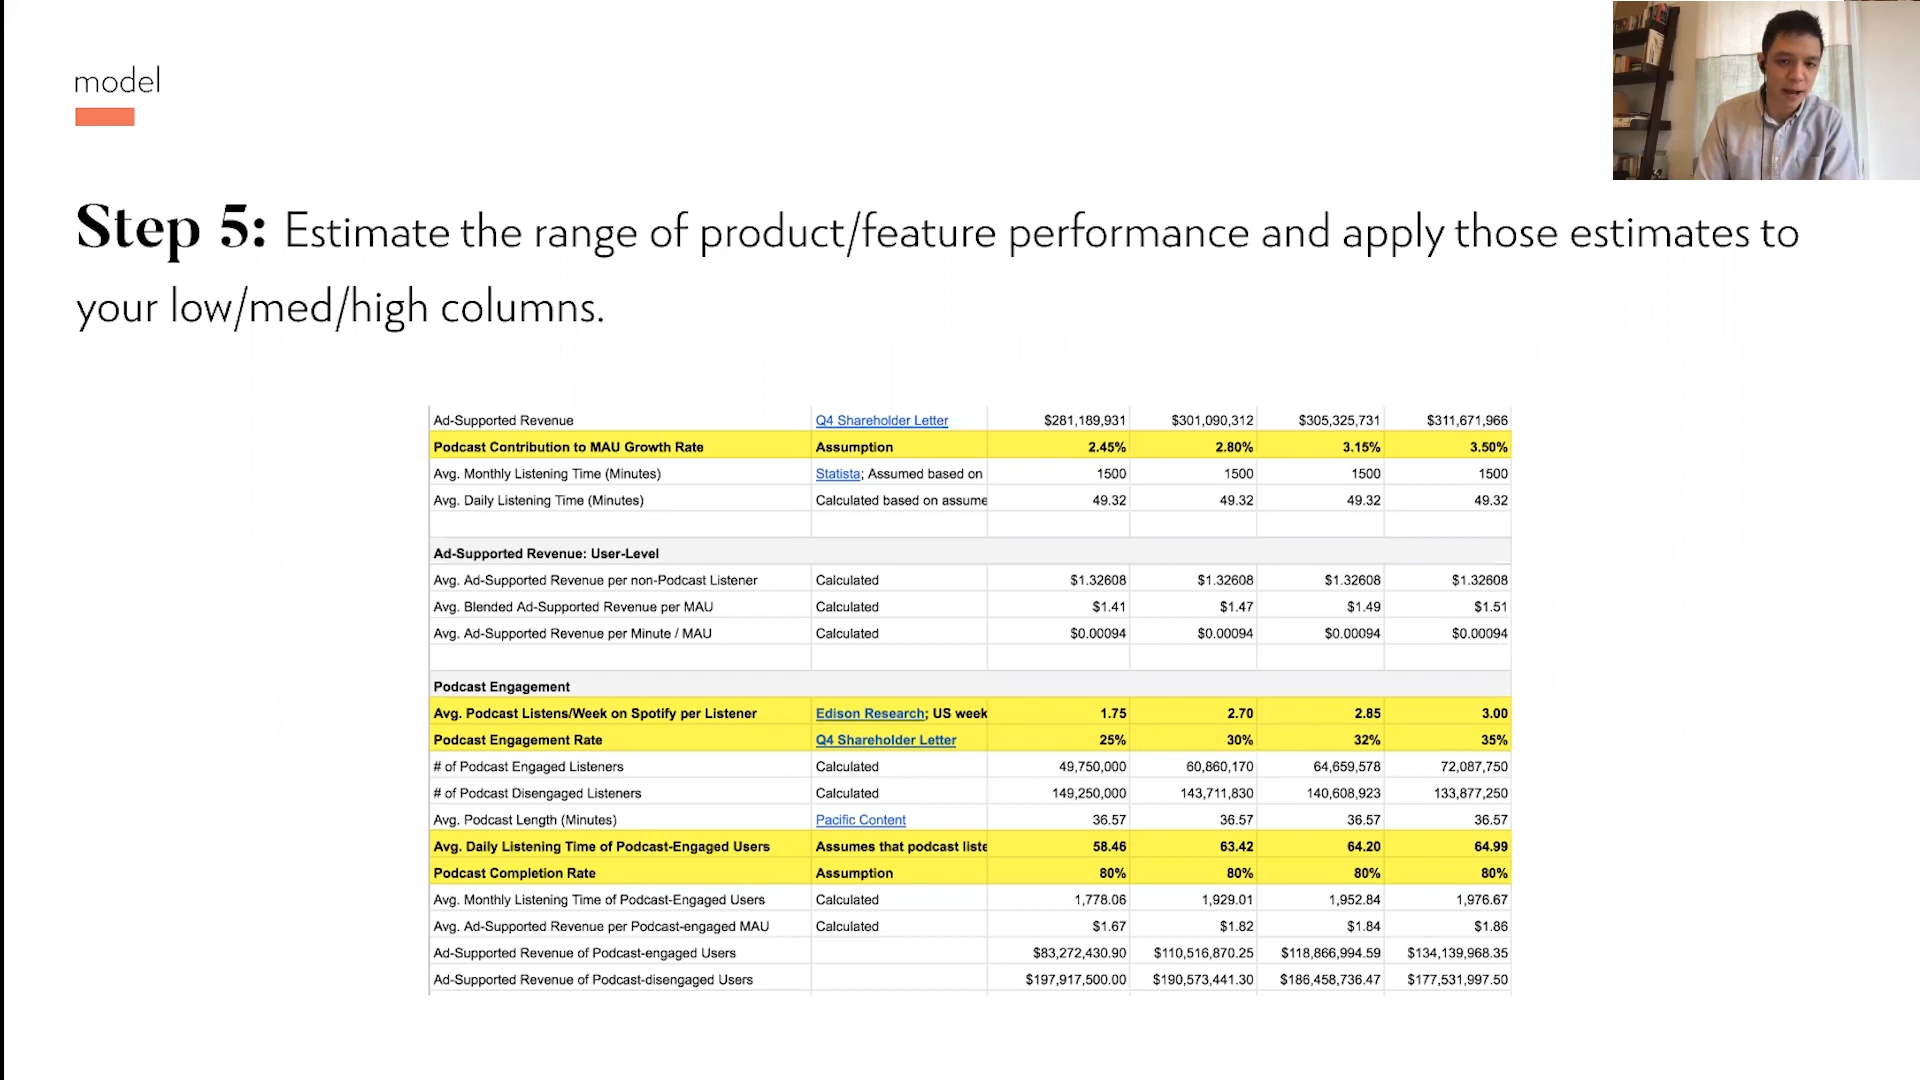 model
Step 5: Estimate the range of product/feature performance and apply those estimates to
your low/med/high columns.
Ad-Supported Revenue Q4 Shareholder Letter $281,189,931 $301,090,312 $305,325,731 $311,671,966
Podcast Contribution to MAU Growth Rate Assumption 2.45% 2.80% 3.15% 3.50%
Avg. Monthly Listening Time (Minutes) Statista; Assumed based on 1500 1500 1500 1500
Avg. Daily Listening Time (Minutes) Calculated based on assume 49.32 49.32 49.32 49.32
Ad-Supported Revenue: User-Level
Avg. Ad-Supported Revenue per non-Podcast Listener Calculated $1.32608 $1.32608 $1.32608 $1.32608
Avg. Blended Ad-Supported Revenue per MAU Calculated $1.41 $1.47 $1.49 $1.51
Avg. Ad-Supported Revenue per Minute / MAU Calculated $0.00094 $0.00094 $0.00094 $0.00094
Podcast Engagement
Avg. Podcast Listens/Week on Spotify per Listener Edison Research; US week 1.75 2.70 2.85 3.00
Podcast Engagement Rate Q4 Shareholder Letter 25% 30% 32% 35%
# of Podcast Engaged Listeners Calculated 49,750,000 60,860,170 64,659,578 72,087,750
# of Podcast Disengaged Listeners Calculated 149,250,000 143,711,830 140,608,923 133,877,250
Avg. Podcast Length (Minutes) Pacific Content 36.57 36.57 36.57 36.57
Avg. Daily Listening Time of Podcast-Engaged Users Assumes that podcast liste 58.46 63.42 64.20 64.99
Podcast Completion Rate Assumption 80% 80% 80% 80%
Avg. Monthly Listening Time of Podcast-Engaged Users Calculated 1,778.06 1,929.01 1,952.84 1,976.67
Avg. Ad-Supported Revenue per Podcast-engaged MAU Calculated $1.67 $1.82 $1.84 $1.86
Ad-Supported Revenue of Podcast-engaged Users $83,272,430.90 $110,516,870.25 $118,866,994.59 $134,139,968.35
Ad-Supported Revenue of Podcast-disengaged Users $197,917,500.00 $190,573,441.30 $186,458,736.47 $177,531,997.50